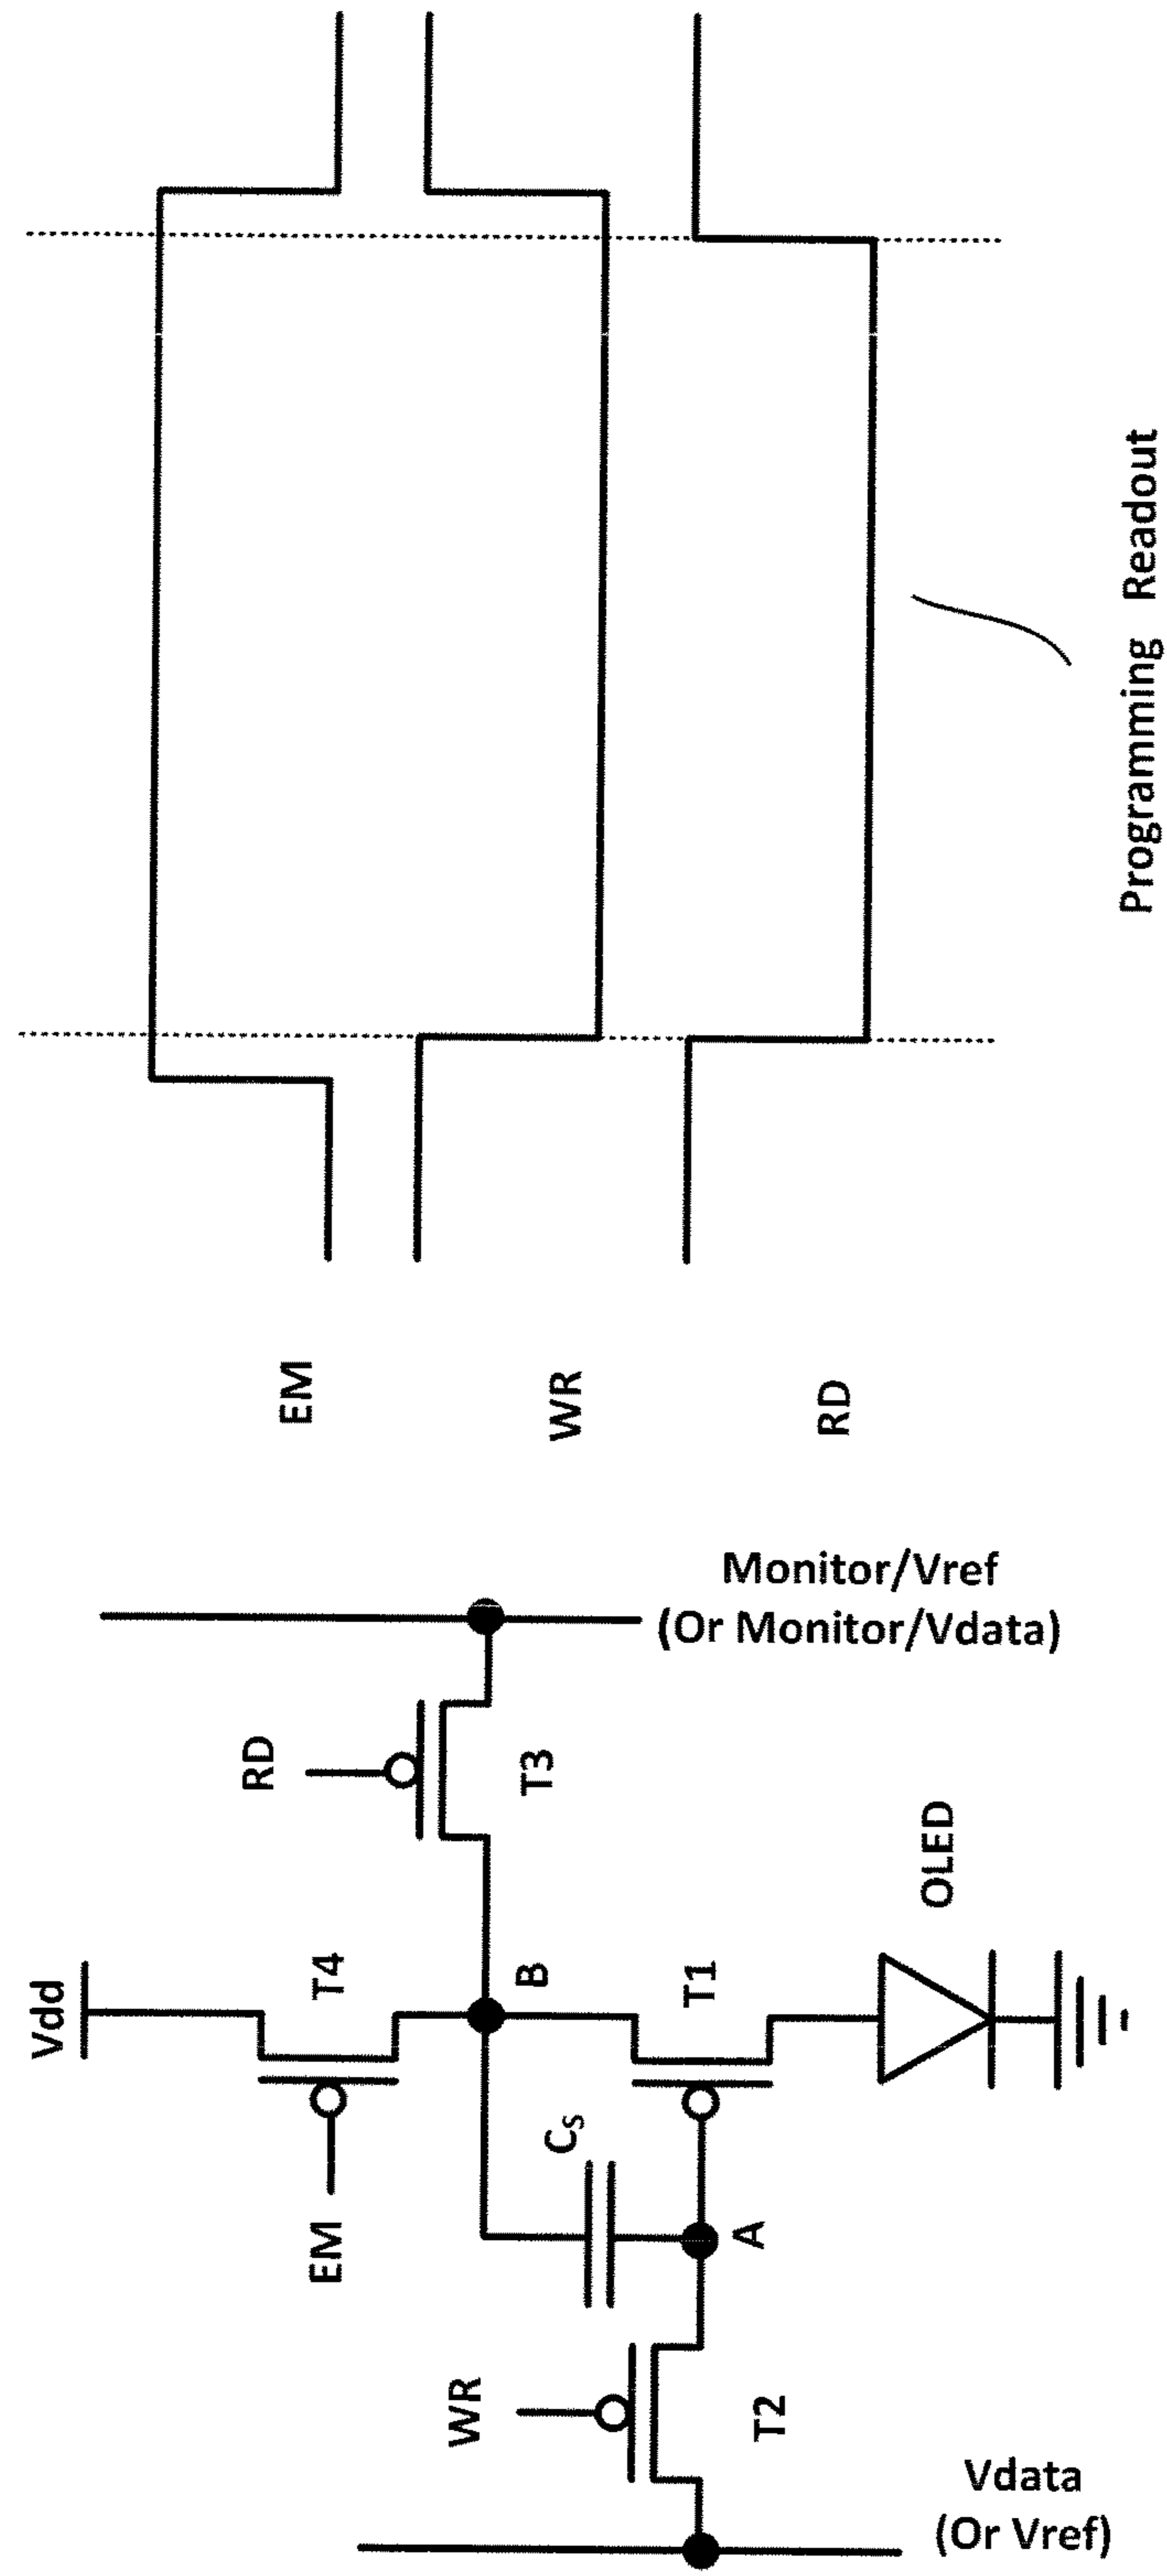 Vdd
EM
T4
RD
Monitor/Vref
(Or Monitor/Vdata)
B
T3
WR
CS
T1
T2
A
OLED
Vdata
(Or Vref)
EM
WR
RD
Programming Readout